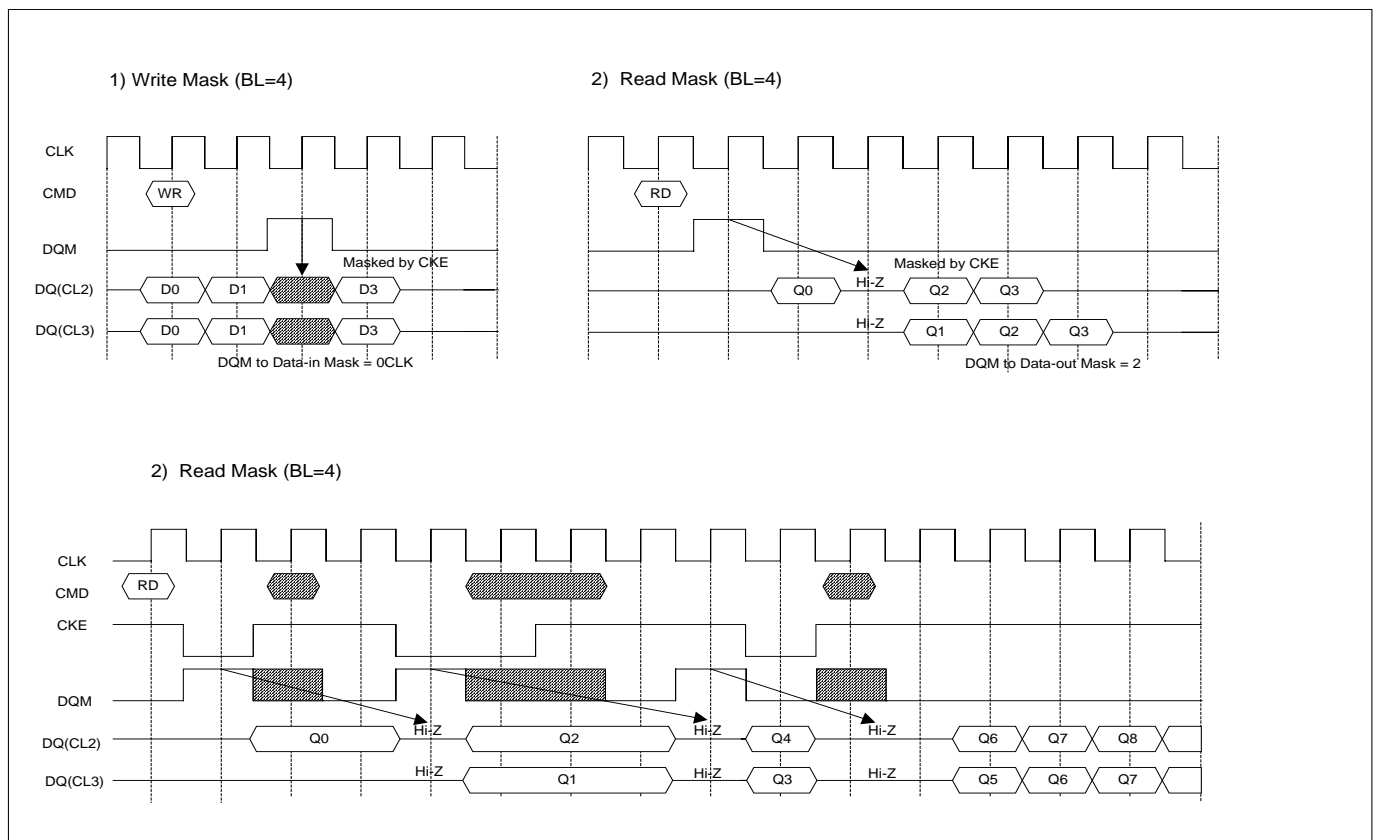 1) Write Mask (BL=4)
CLK
CMD
WR
DQM
Masked by CKE
DQ(CL2)
D0 D1 D3
DQ(CL3)
D0 D1 D3
DQM to Data-in Mask = 0CLK
2) Read Mask (BL=4)
RD
Masked by CKE
Hi-Z
Q0 Q2 Q3
Hi-Z
Q1 Q2 Q3
DQM to Data-out Mask = 2
2) Read Mask (BL=4)
CLK
RD
CMD
CKE
DQM
Hi-Z Hi-Z Hi-Z
DQ(CL2)
Q0 Q2 Q4 Q6 Q7 Q8
DQ(CL3)
Hi-Z Q1 Hi-Z Q3 Hi-Z Q5 Q6 Q7